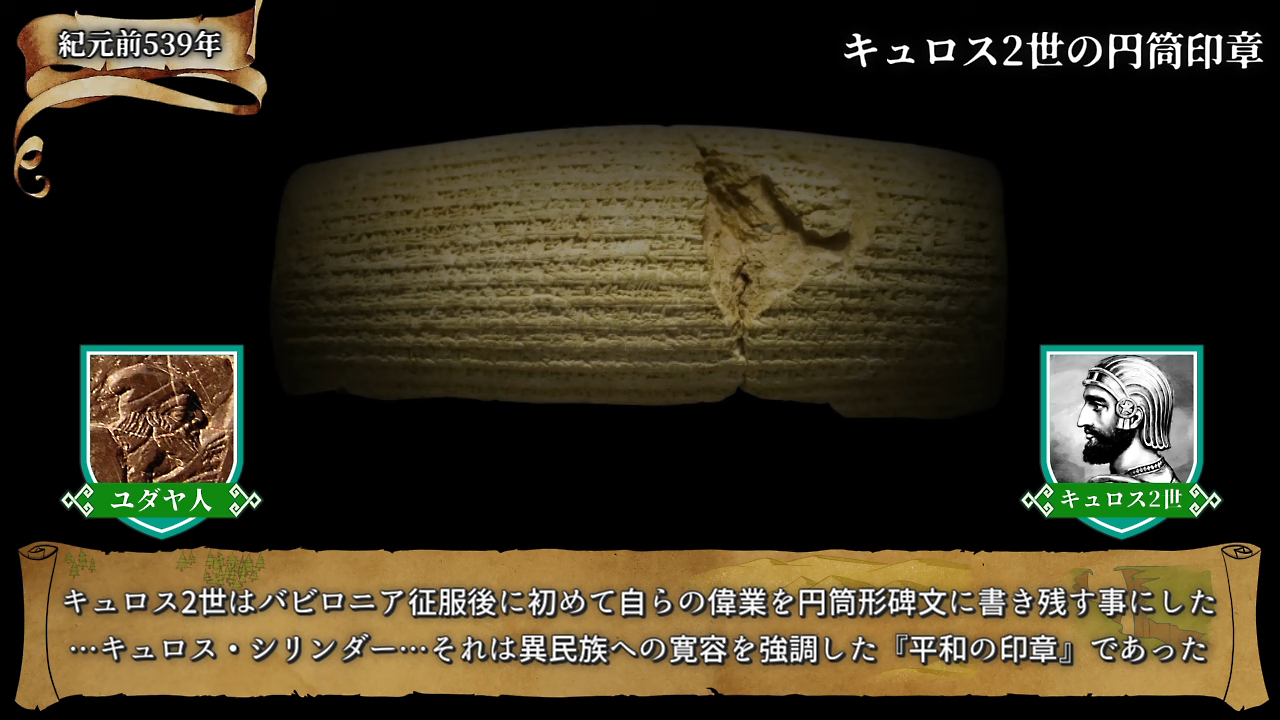 紀元前539年
キュロス2世の円筒印章
ユダヤ人
キュロス2世
キュロス2世はバビロニア征服後に初めて自らの偉業を円筒形碑文に書き残す事にした
…キュロス・シリンダー…それは異民族への寛容を強調した『平和の印章』であった